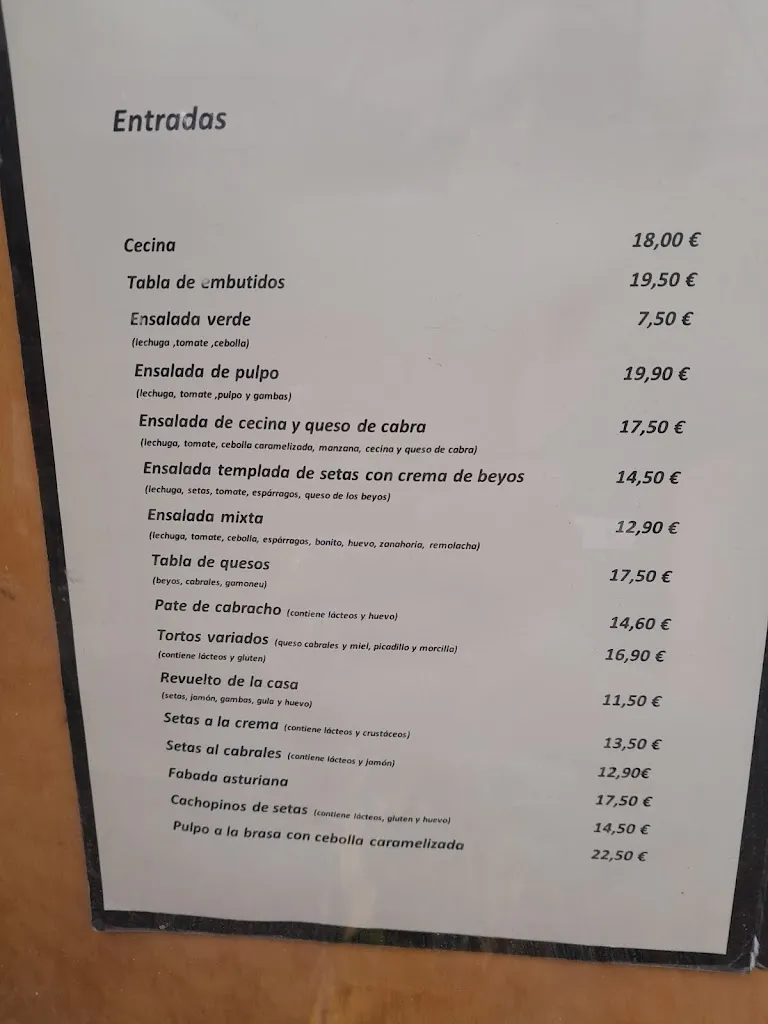 Entradas
Cecina 18,00 €
Tabla de embutidos 19,50 €
Ensalada verde 7,50 €
(lechuga ,tomate ,cebolla)
Ensalada de pulpo 19,90 €
(lechuga, tomate ,pulpo y gambas)
Ensalada de cecina y queso de cabra 17,50 €
(lechuga, tomate, cebolla caramelizada, manzana, cecina y queso de cabra)
Ensalada templada de setas con crema de beyos 14,50 €
(lechuga, setas, tomate, espárragos, queso de los beyos)
Ensalada mixta 12,90 €
(lechuga, tomate, cebolla, espárragos, bonito, huevo, zanahoria, remolacha)
Tabla de quesos 17,50 €
(beyos, cabrales, gamoneu)
Pate de cabracho (contiene lácteos y huevo) 14,60 €
Tortos variados (queso cabrales y miel, picadillo y morcilla) 16,90 €
(contiene lácteos y gluten)
Revuelto de la casa 11,50 €
(setas, jamón, gambas, gula y huevo)
Setas a la crema (contiene lácteos y crustáceos) 13,50 €
Setas al cabrales (contiene lácteos y jamón) 12,90€
Fabada asturiana 17,50 €
Cachopinos de setas (contiene lácteos, gluten y huevo) 14,50 €
Pulpo a la brasa con cebolla caramelizada 22,50 €